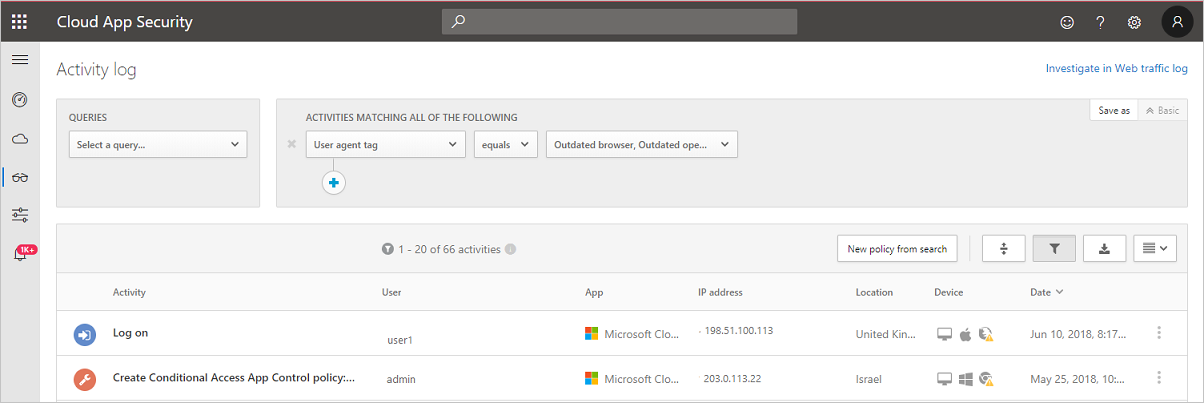 Cloud App Security
?
Activity log
Investigate in Web traffic log
QUERIES
Select a query...
ACTIVITIES MATCHING ALL OF THE FOLLOWING
Save as
Basic
User agent tag
equals
Outdated browser, Outdated ope...
1K+
1 - 20 of 66 activities
New policy from search
Activity User App IP address Location Device Date
Log on user1 Microsoft Clo... 198.51.100.113 United Kin... Jun 10, 2018, 8:17...
Create Conditional Access App Control policy:... admin Microsoft Clo... 203.0.113.22 Israel May 25, 2018, 10:...